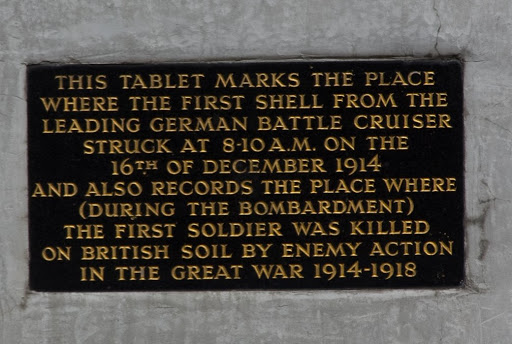 THIS TABLET MARKS THE PLACE
WHERE THE FIRST SHELL FROM THE
LEADING GERMAN BATTLE CRUISER
STRUCK AT 8·10 A.M. ON THE
16TH OF DECEMBER 1914
AND ALSO RECORDS THE PLACE WHERE
(DURING THE BOMBARDMENT)
THE FIRST SOLDIER WAS KILLED
ON BRITISH SOIL BY ENEMY ACTION
IN THE GREAT WAR 1914-1918